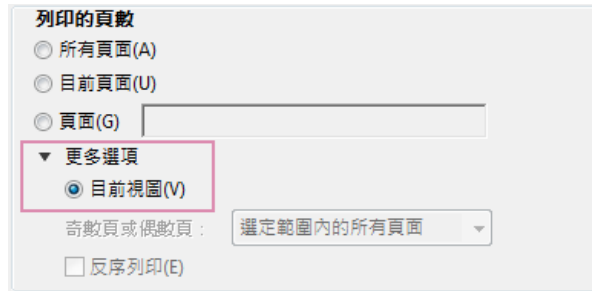 列印的頁數
所有頁面(A)
目前頁面(U)
頁面(G)
更多選項
目前視圖(V)
奇數頁或偶數頁： 選定範圍內的所有頁面
反序列印(E)